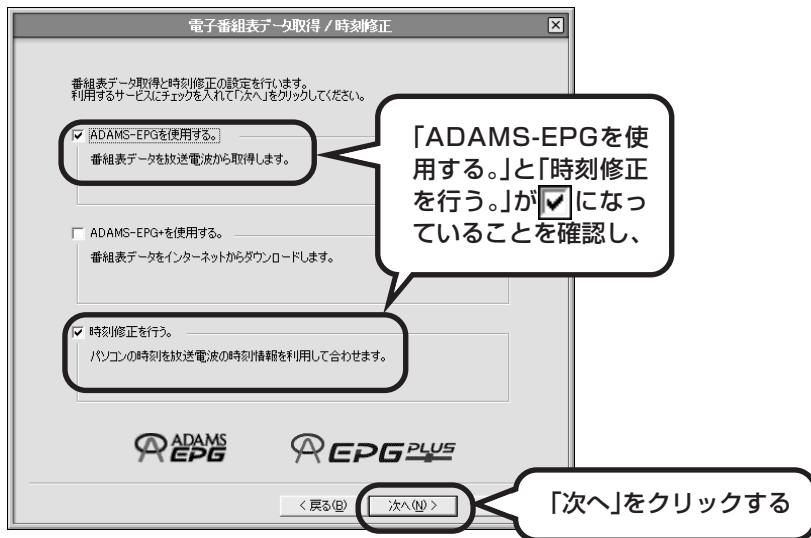 電子番組表データ取得 / 時刻修正
番組表データ取得と時刻修正の設定を行います。
利用するサービスにチェックを入れて「次へ」をクリックしてください。
ADAMS-EPGを使用する。
番組表データを放送電波から取得します。
「ADAMS-EPGを使
用する。」と「時刻修正
を行う。」が になっ
ていることを確認し、
ADAMS-EPG+を使用する。
番組表データをインターネットからダウンロードします。
時刻修正を行う。
パソコンの時刻を放送電波の時刻情報を利用して合わせます。
ADAMS
EPG
EPG PLUS
< 戻る(B)
次へ(N) >
「次へ」をクリックする